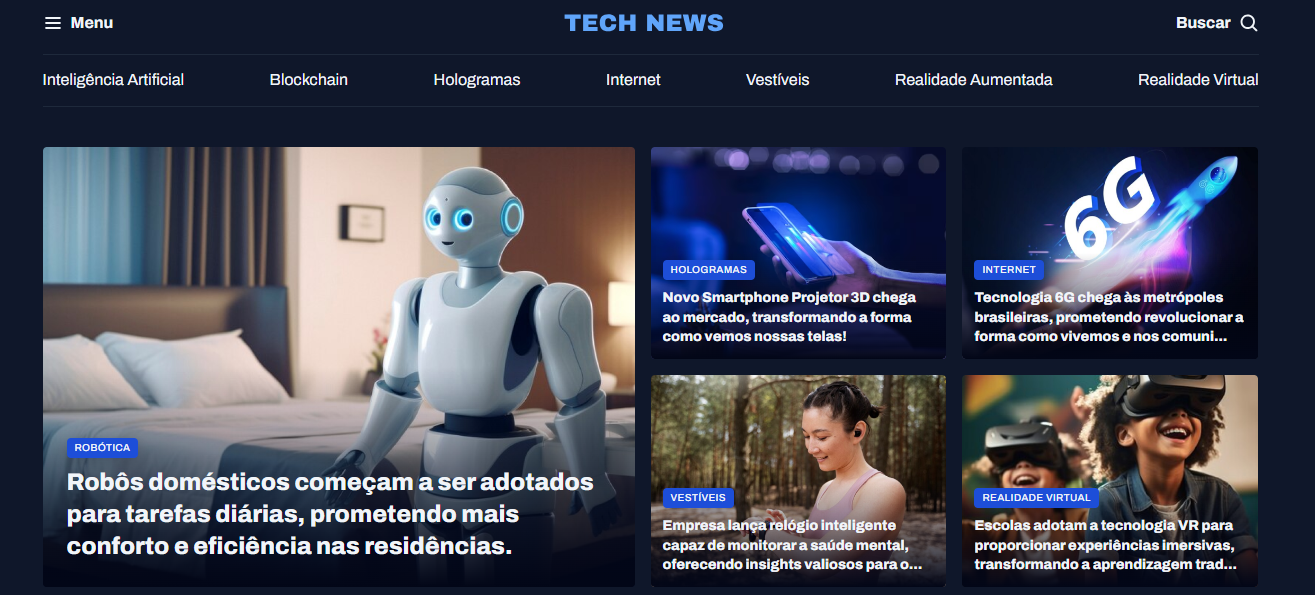 Menu
TECH NEWS
Buscar
Inteligência Artificial
Blockchain
Hologramas
Internet
Vestíveis
Realidade Aumentada
Realidade Virtual
ROBÓTICA
Robôs domésticos começam a ser adotados
para tarefas diárias, prometendo mais
conforto e eficiência nas residências.
HOLOGRAMAS
Novo Smartphone Projetor 3D chega
ao mercado, transformando a forma
como vemos nossas telas!
6G
INTERNET
Tecnologia 6G chega às metrópoles
brasileiras, prometendo revolucionar a
forma como vivemos e nos comuni...
VESTÍVEIS
Empresa lança relógio inteligente
capaz de monitorar a saúde mental,
oferecendo insights valiosos para o...
REALIDADE VIRTUAL
Escolas adotam a tecnologia VR para
proporcionar experiências imersivas,
transformando a aprendizagem trad...